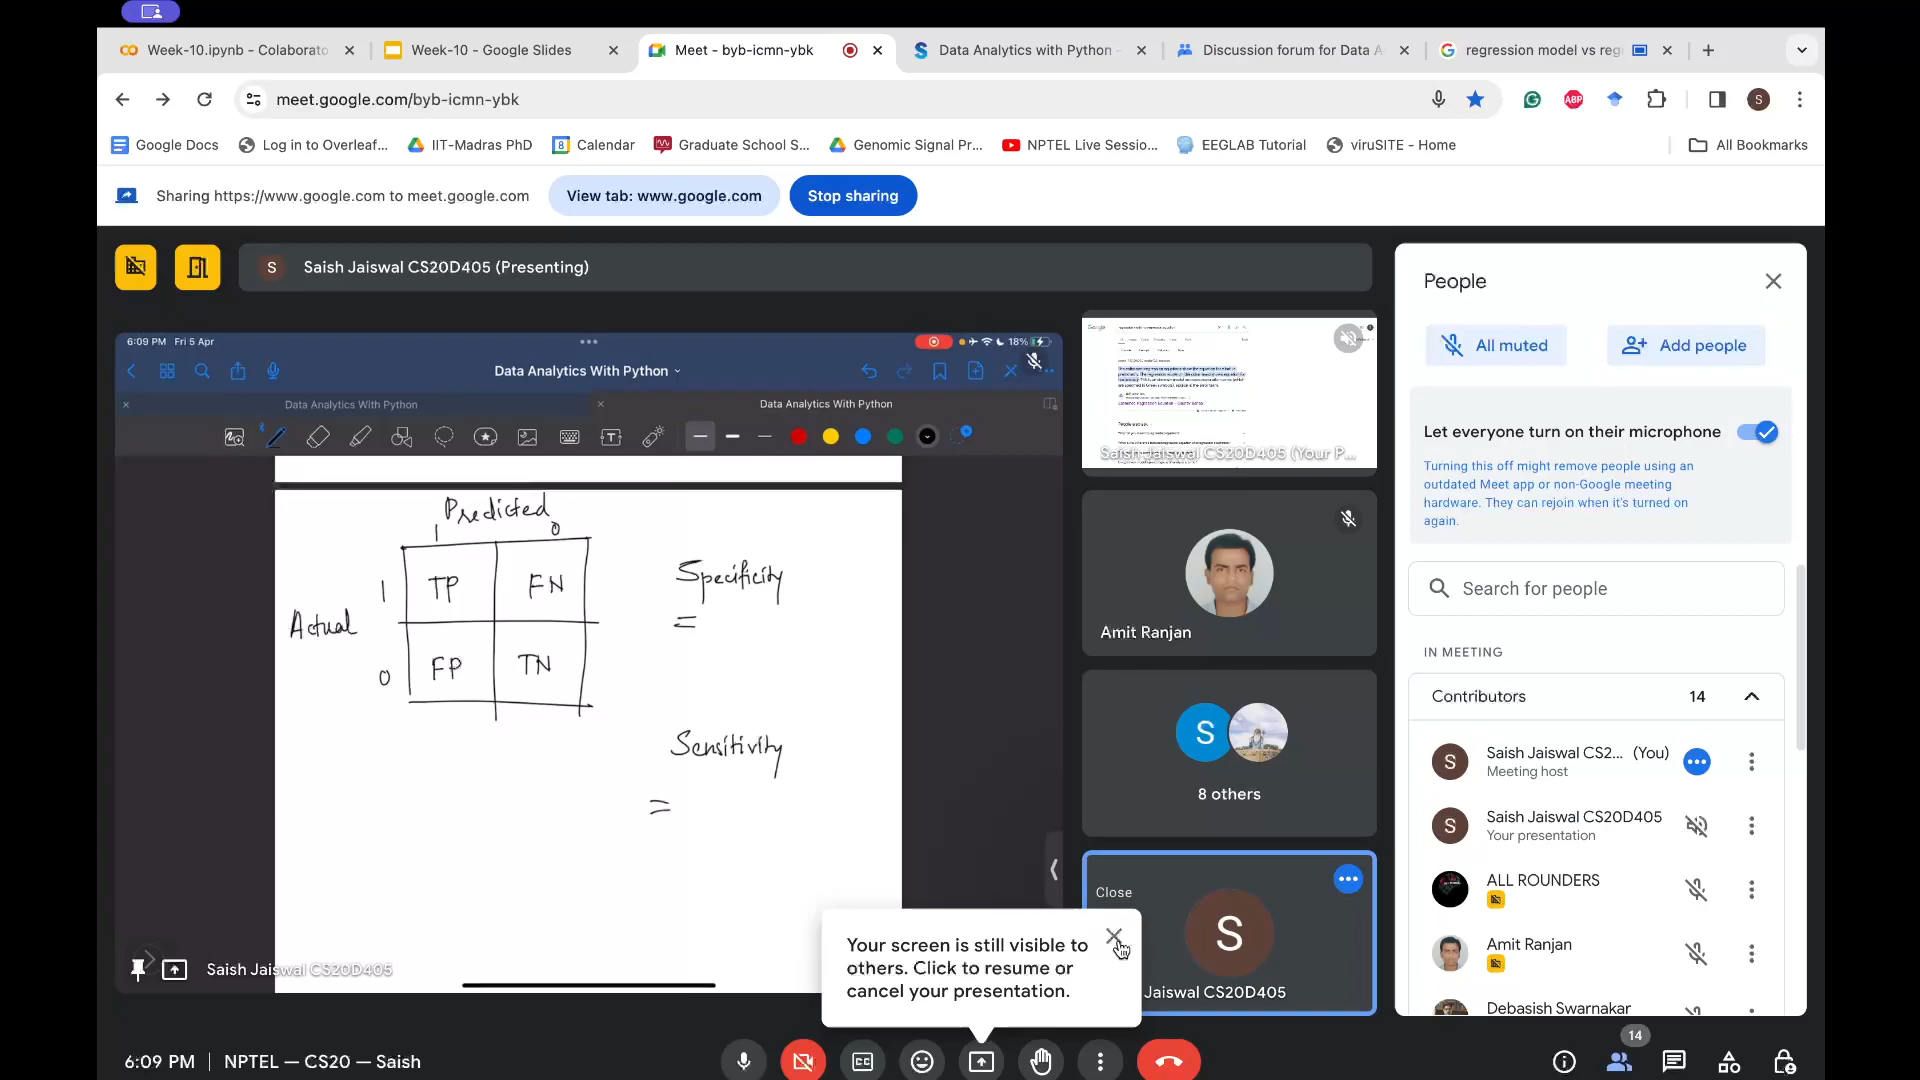 Week-10.ipynb - Colaborato
Week-10 - Google Slides
Meet - byb-icmn-ybk
Data Analytics with Python -
Discussion forum for Data A
regression model vs reg
meet.google.com/byb-icmn-ybk
ABP
S
Google Docs
Log in to Overleaf...
IIT-Madras PhD
8 Calendar
Graduate School S...
Genomic Signal Pr...
NPTEL Live Sessio...
EEGLAB Tutorial
viruSITE - Home
All Bookmarks
Sharing https://www.google.com to meet.google.com
View tab: www.google.com
Stop sharing
S Saish Jaiswal CS20D405 (Presenting)
6:09 PM Fri 5 Apr
18%
Data Analytics With Python
Data Analytics With Python
Data Analytics With Python
Predicted
1 0
1 TP FN
Actual
0 FP TN
Specificity
=
Sensitivity
=
Saish Jaiswal CS20D405
Saish Jaiswal CS20D405 (Your P...
Amit Ranjan
S
8 others
Close
S
Jaiswal CS20D405
Your screen is still visible to
others. Click to resume or
cancel your presentation.
People
All muted
Add people
Let everyone turn on their microphone
Turning this off might remove people using an
outdated Meet app or non-Google meeting
hardware. They can rejoin when it's turned on
again.
Search for people
IN MEETING
Contributors 14
S Saish Jaiswal CS2... (You)
Meeting host
S Saish Jaiswal CS20D405
Your presentation
ALL ROUNDERS
Amit Ranjan
Debasish Swarnakar
6:09 PM | NPTEL — CS20 — Saish
CC
14